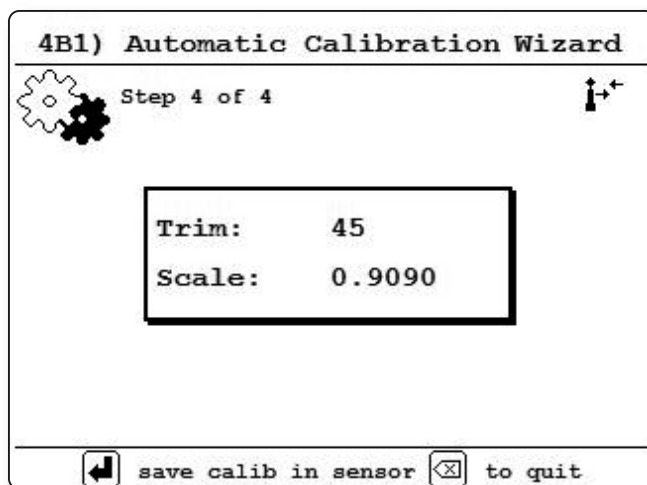 4B1) Automatic Calibration Wizard
Step 4 of 4
Trim: 45
Scale: 0.9090
save calib in sensor to quit